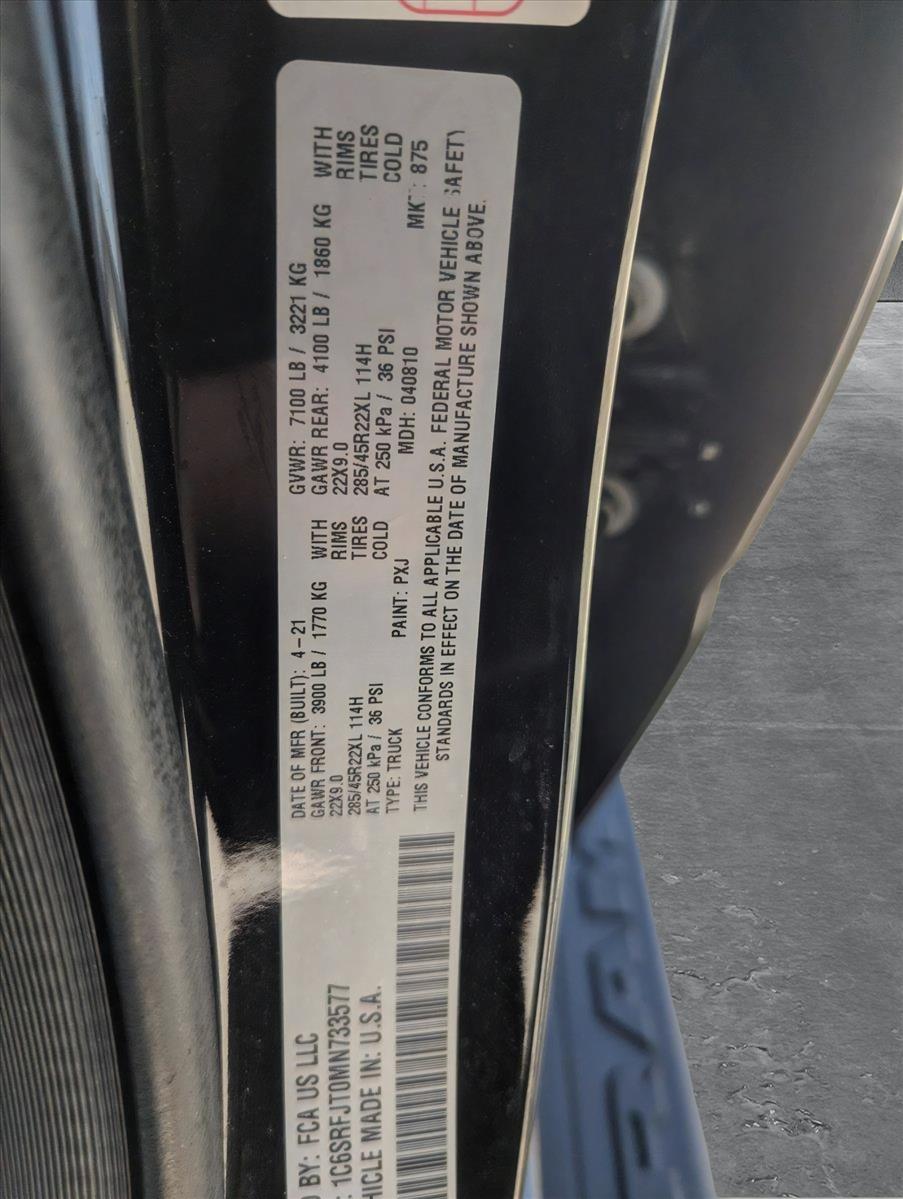 D BY: FCA US LLC
: 1C6SRFJT0MN733577
HICLE MADE IN: U.S.A.
DATE OF MFR (BUILT): 4-21 GVWR: 7100 LB / 3221 KG
GAWR FRONT: 3900 LB / 1770 KG WITH GAWR REAR: 4100 LB / 1860 KG WITH
22X9.0 RIMS 22X9.0 RIMS
285/45R22XL 114H TIRES 285/45R22XL 114H TIRES
AT 250 kPa / 36 PSI COLD AT 250 kPa / 36 PSI COLD
TYPE: TRUCK PAINT: PXJ MDH: 040810 : 875
THIS VEHICLE CONFORMS TO ALL APPLICABLE U.S.A. FEDERAL MOTOR VEHICLE SAFETY
STANDARDS IN EFFECT ON THE DATE OF MANUFACTURE SHOWN ABOVE.